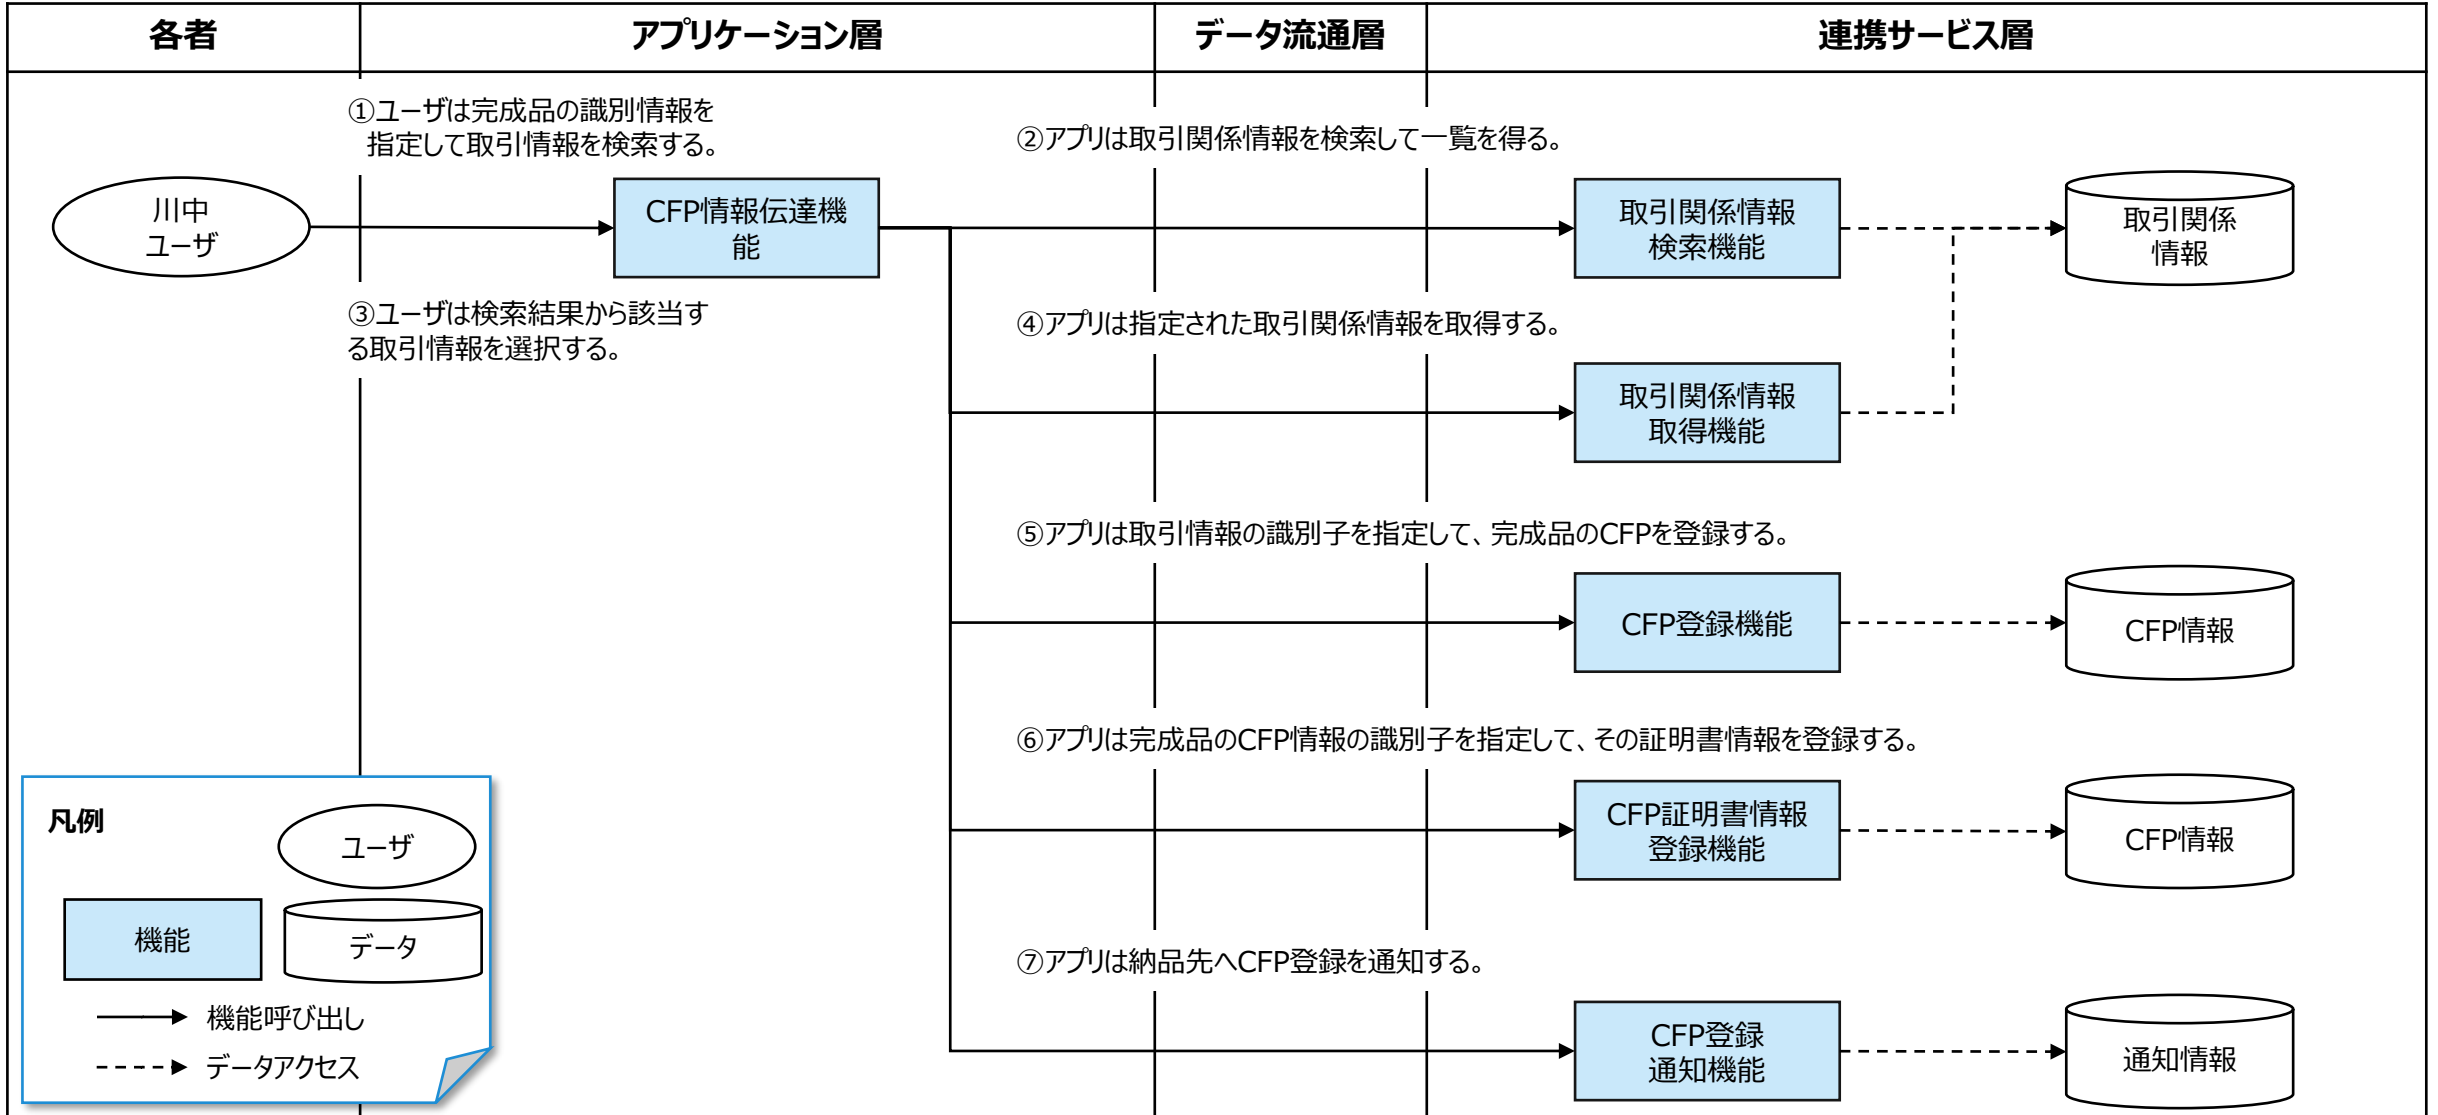 各者
アプリケーション層
データ流通層
連携サービス層
①ユーザは完成品の識別情報を
指定して取引情報を検索する。
②アプリは取引関係情報を検索して一覧を得る。
川中
ユーザ
CFP情報伝達機
能
取引関係情報
検索機能
取引関係
情報
③ユーザは検索結果から該当す
る取引情報を選択する。
④アプリは指定された取引関係情報を取得する。
取引関係情報
取得機能
⑤アプリは取引情報の識別子を指定して、完成品のCFPを登録する。
CFP登録機能
CFP情報
⑥アプリは完成品のCFP情報の識別子を指定して、その証明書情報を登録する。
CFP証明書情報
登録機能
CFP情報
⑦アプリは納品先へCFP登録を通知する。
CFP登録
通知機能
通知情報
凡例
ユーザ
機能
データ
機能呼び出し
データアクセス